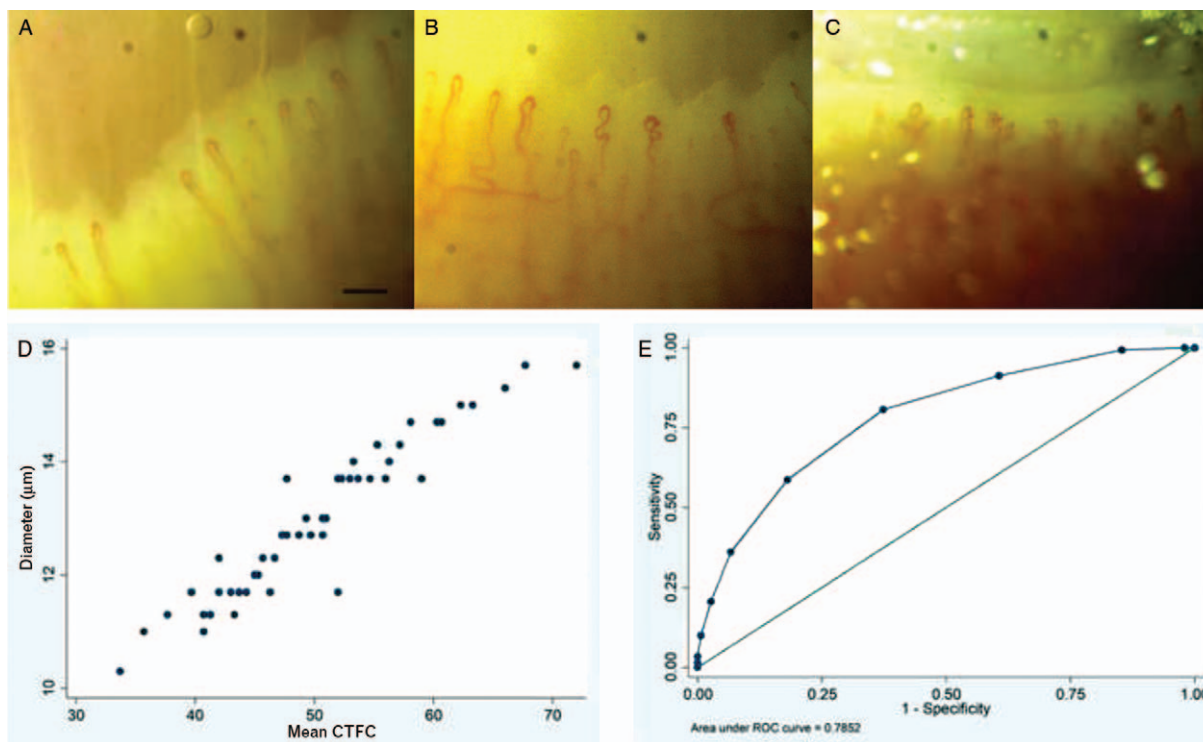 A
B
C
D
16
14
12
10
Diameter (μm)
30
40
50
60
70
Mean CTFC
E
1.00
0.75
0.50
0.25
0.00
Sensitivity
0.00
0.25
0.50
0.75
1.00
1 - Specificity
Area under ROC curve = 0.7852